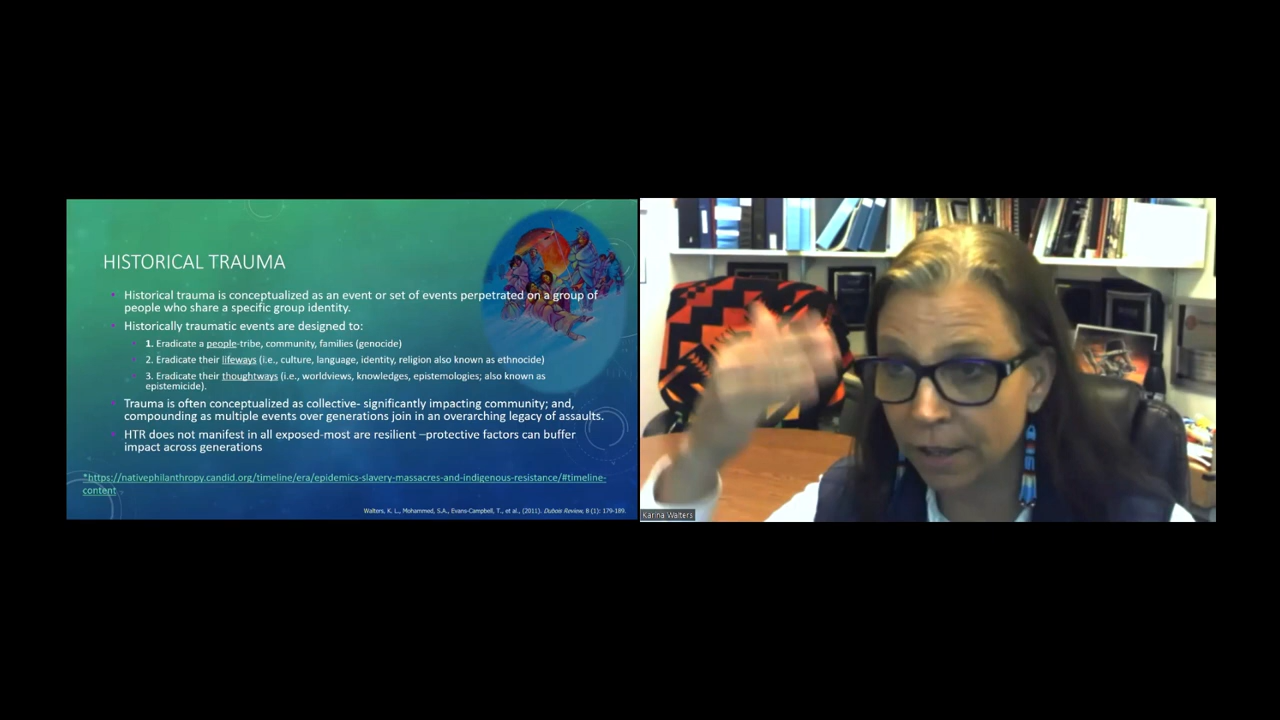 HISTORICAL TRAUMA
Historical trauma is conceptualized as an event or set of events perpetrated on a group of
people who share a specific group identity.
Historically traumatic events are designed to:
1. Eradicate a people-tribe, community, families (genocide)
2. Eradicate their lifeways (i.e., culture, language, identity, religion also known as ethnocide)
3. Eradicate their thoughtways (i.e., worldviews, knowledges, epistemologies; also known as
epistemicide).
Trauma is often conceptualized as collective- significantly impacting community; and,
compounding as multiple events over generations join in an overarching legacy of assaults.
HTR does not manifest in all exposed-most are resilient –protective factors can buffer
impact across generations
*https://nativephilanthropy.candid.org/timeline/era/epidemics-slavery-massacres-and-indigenous-resistance/#timeline-
content
Walters, K. L., Mohammed, S.A., Evans-Campbell, T., et al., (2011). Dubois Review, 8 (1): 179-189.
Karina Walters